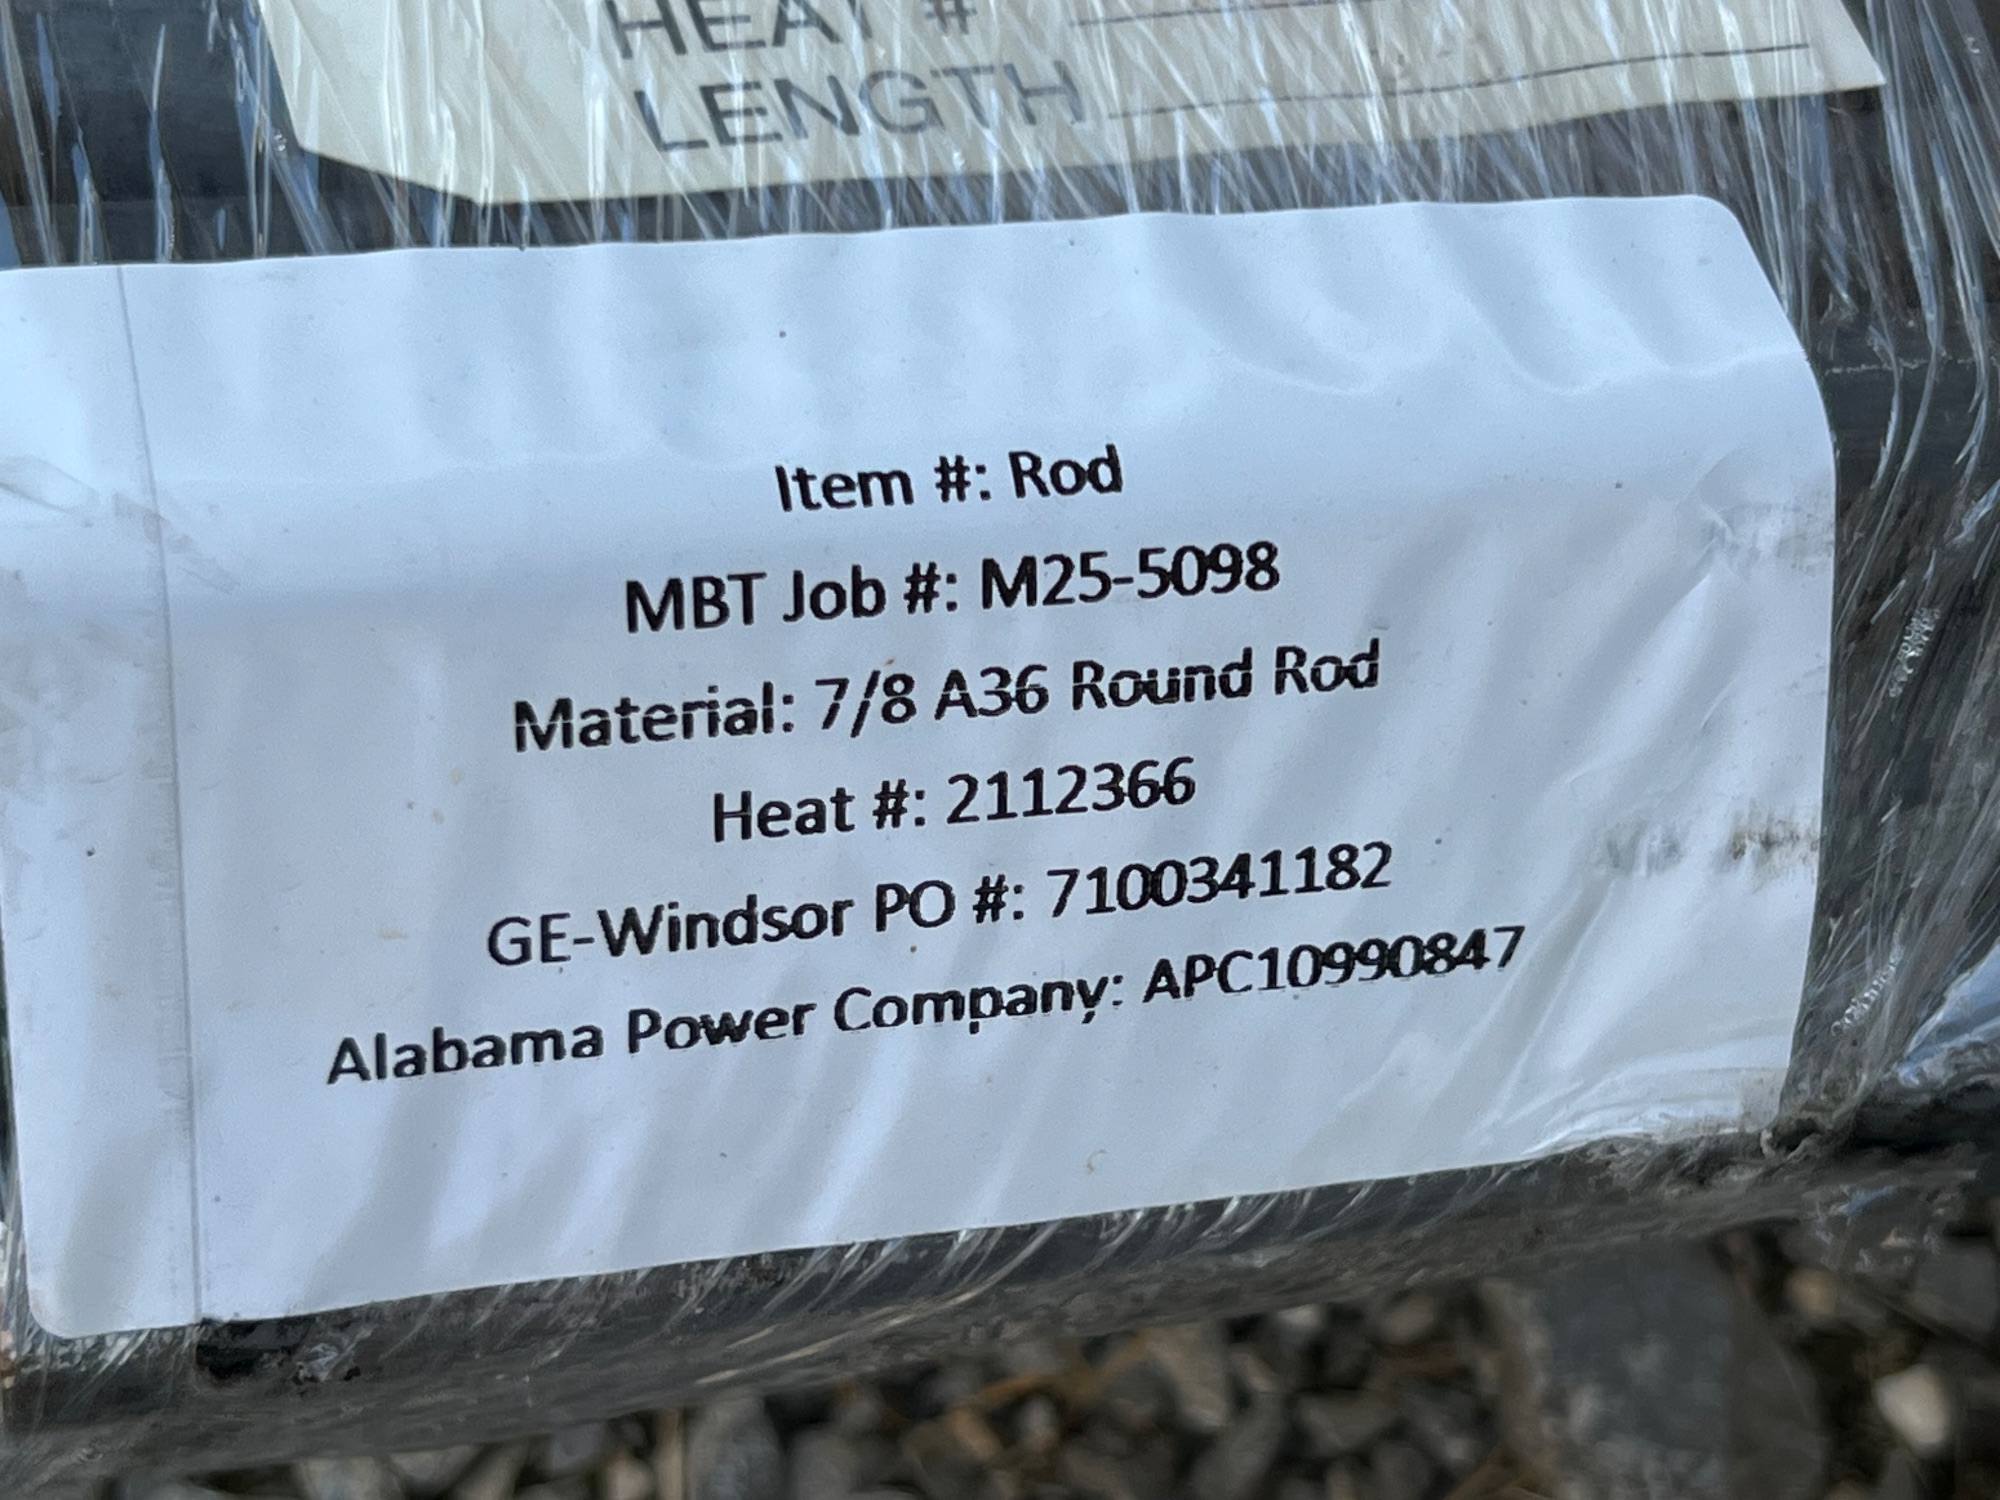 HEAT #
LENGTH
Item #: Rod
MBT Job #: M25-5098
Material: 7/8 A36 Round Rod
Heat #: 2112366
GE-Windsor PO #: 7100341182
Alabama Power Company: APC10990847